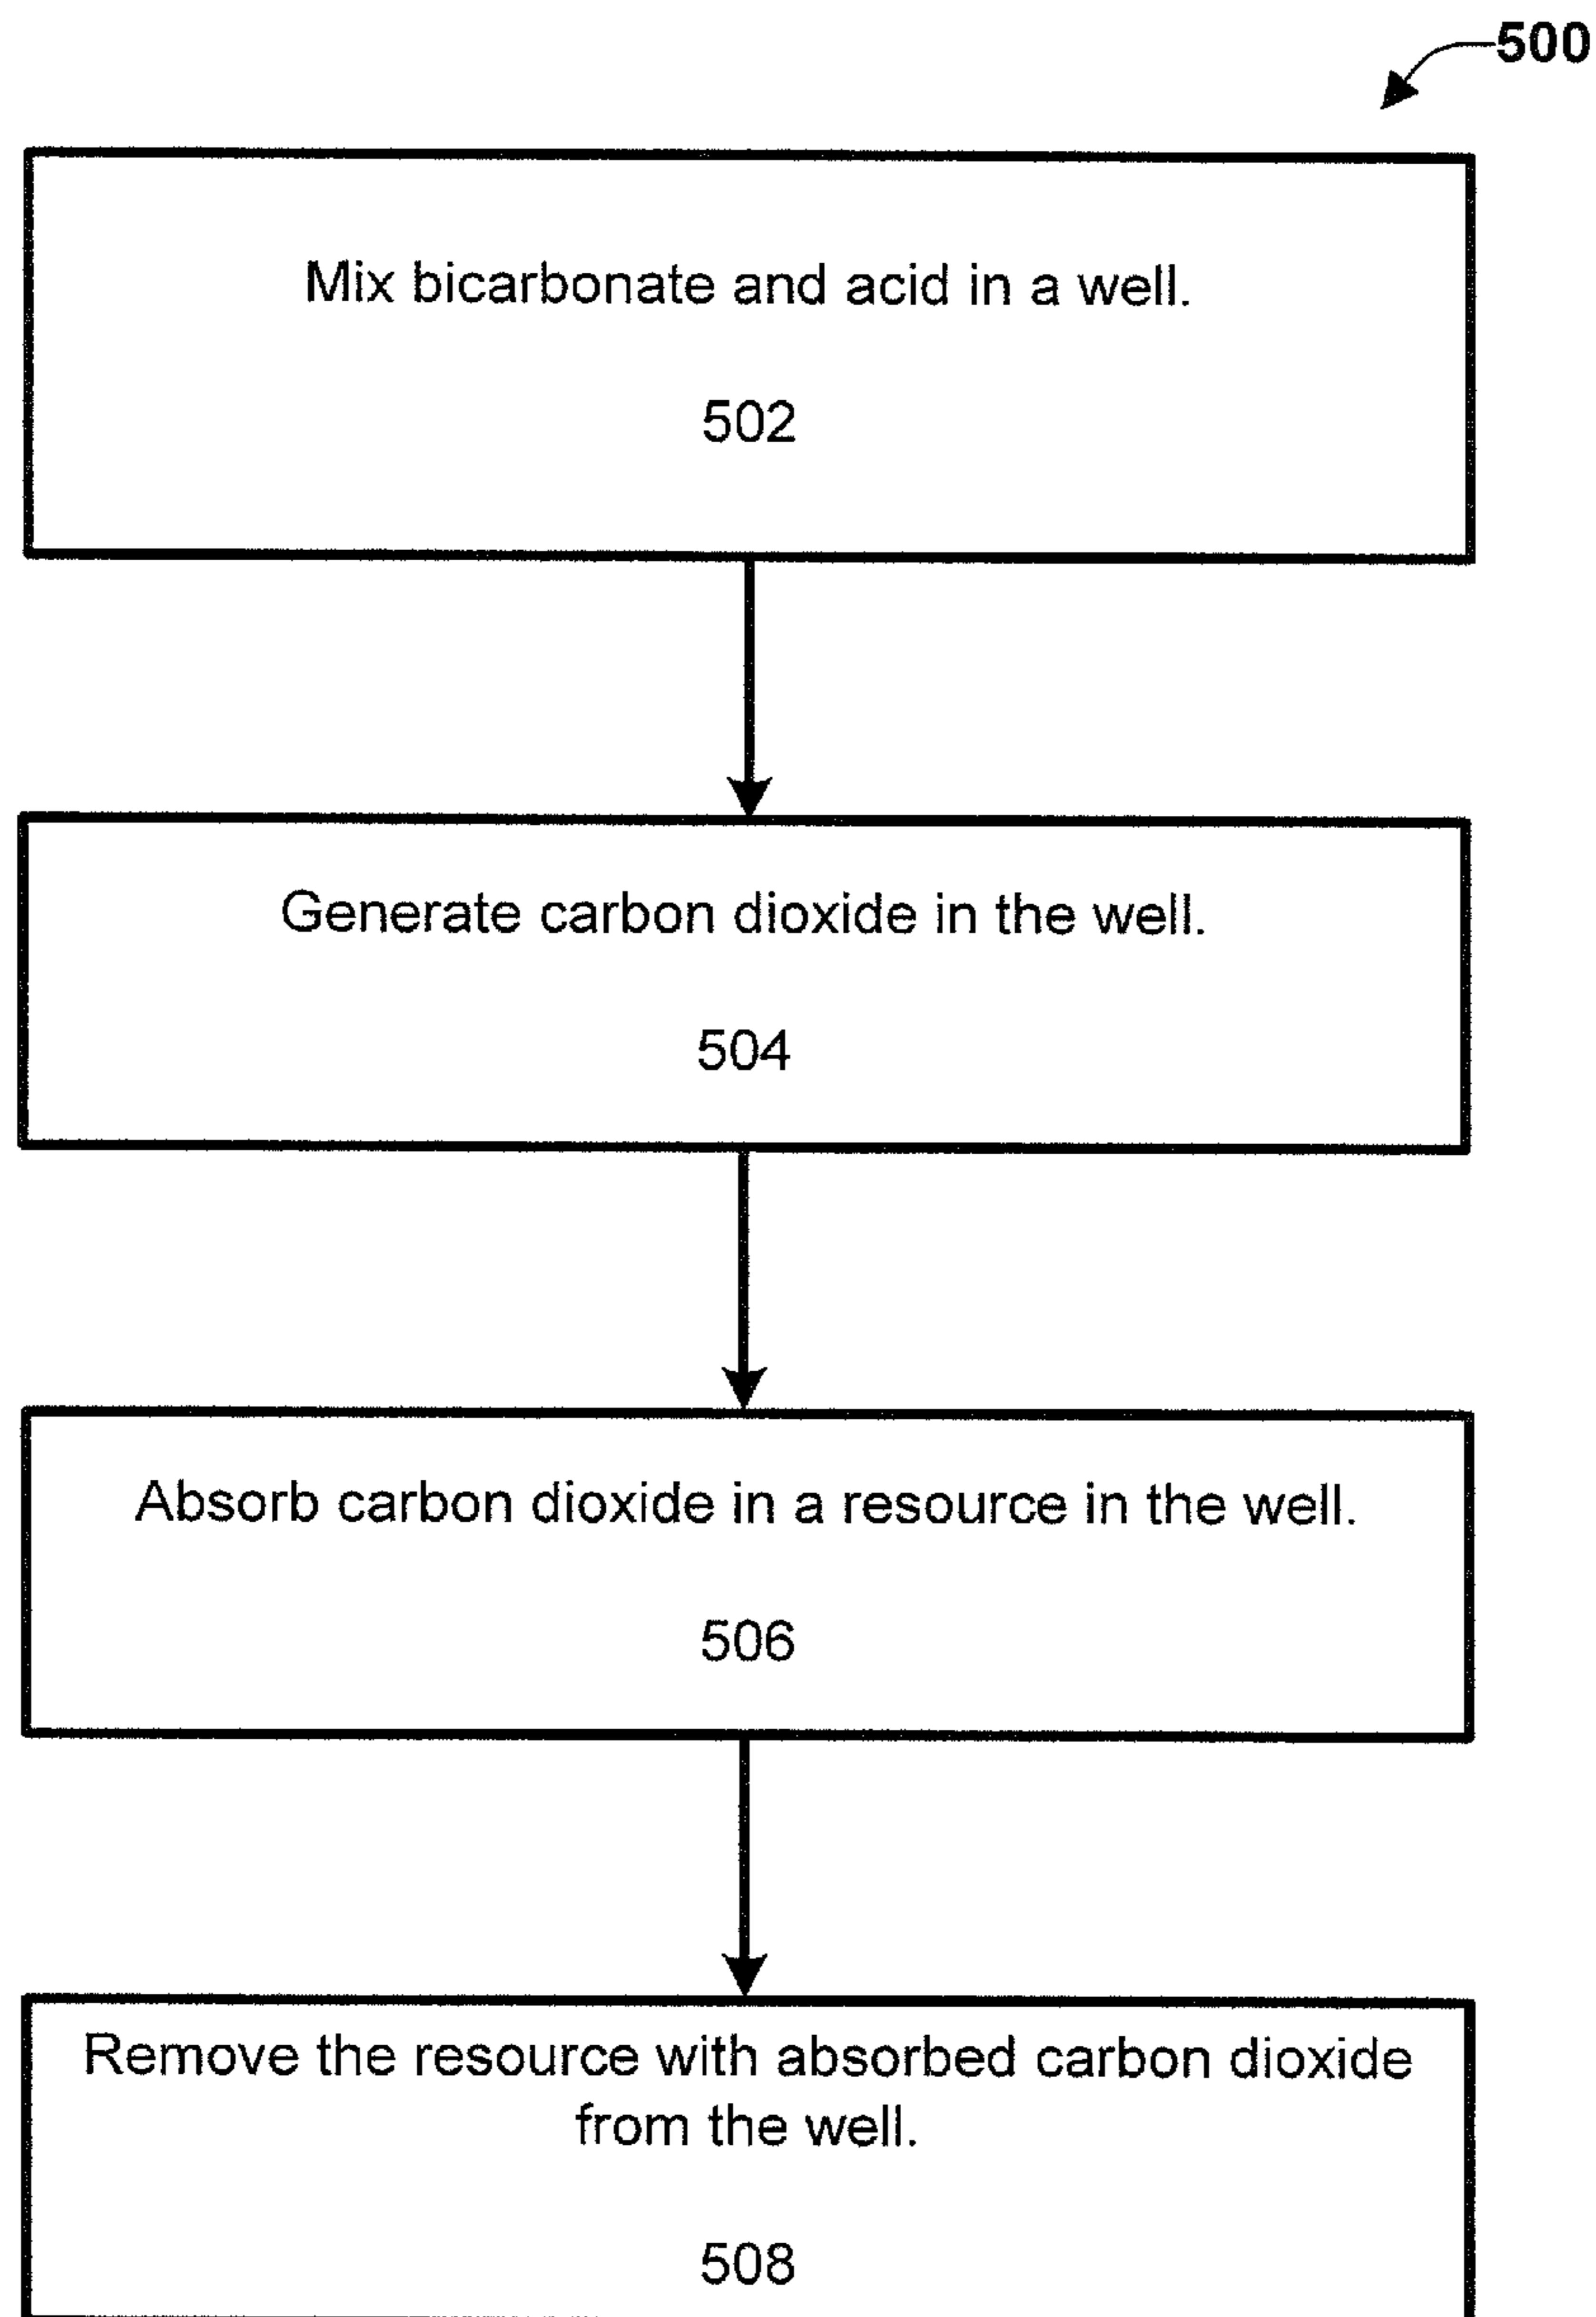 500
Mix bicarbonate and acid in a well.
502
Generate carbon dioxide in the well.
504
Absorb carbon dioxide in a resource in the well.
506
Remove the resource with absorbed carbon dioxide
from the well.
508